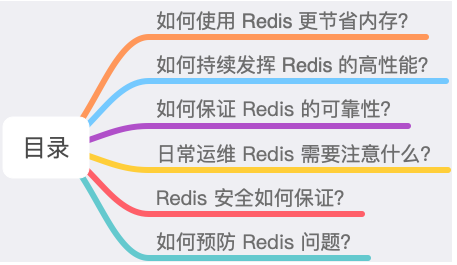 目录
如何使用 Redis 更节省内存?
如何持续发挥 Redis 的高性能?
如何保证 Redis 的可靠性?
日常运维 Redis 需要注意什么?
Redis 安全如何保证?
如何预防 Redis 问题?